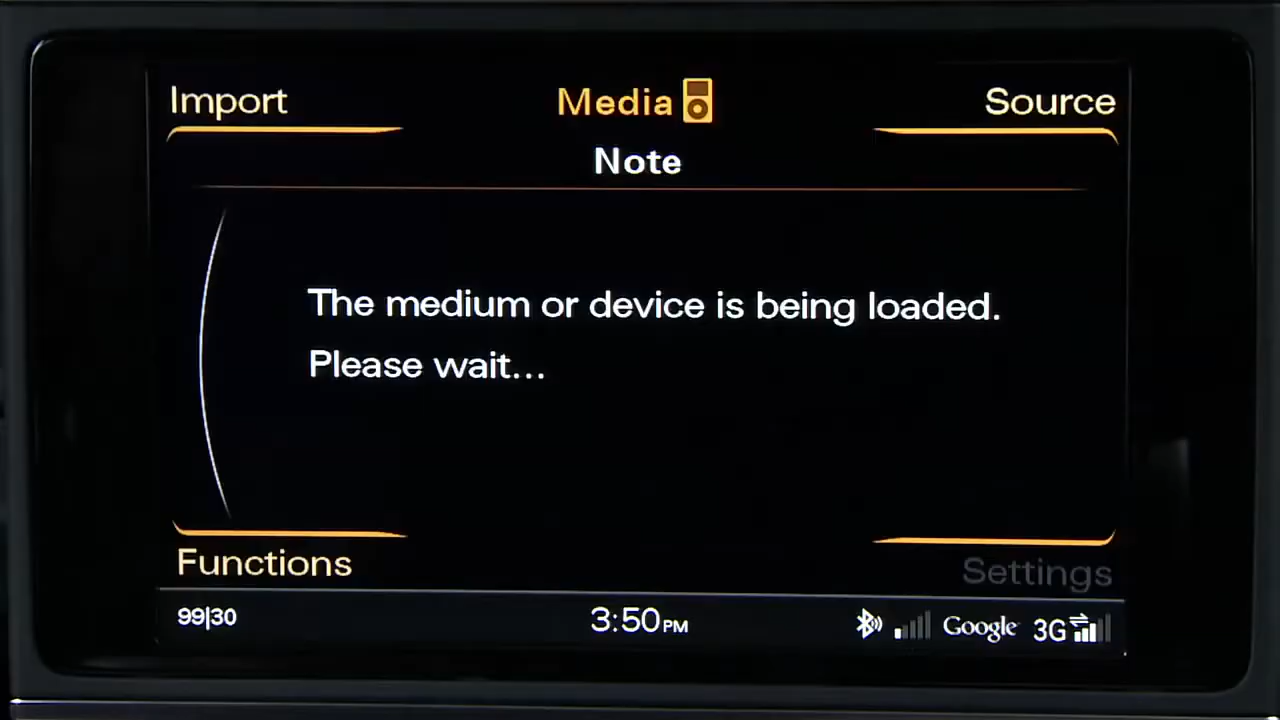 Import
Media
Source
Note
The medium or device is being loaded.
Please wait...
Functions
Settings
99|30
3:50PM
Google
3G